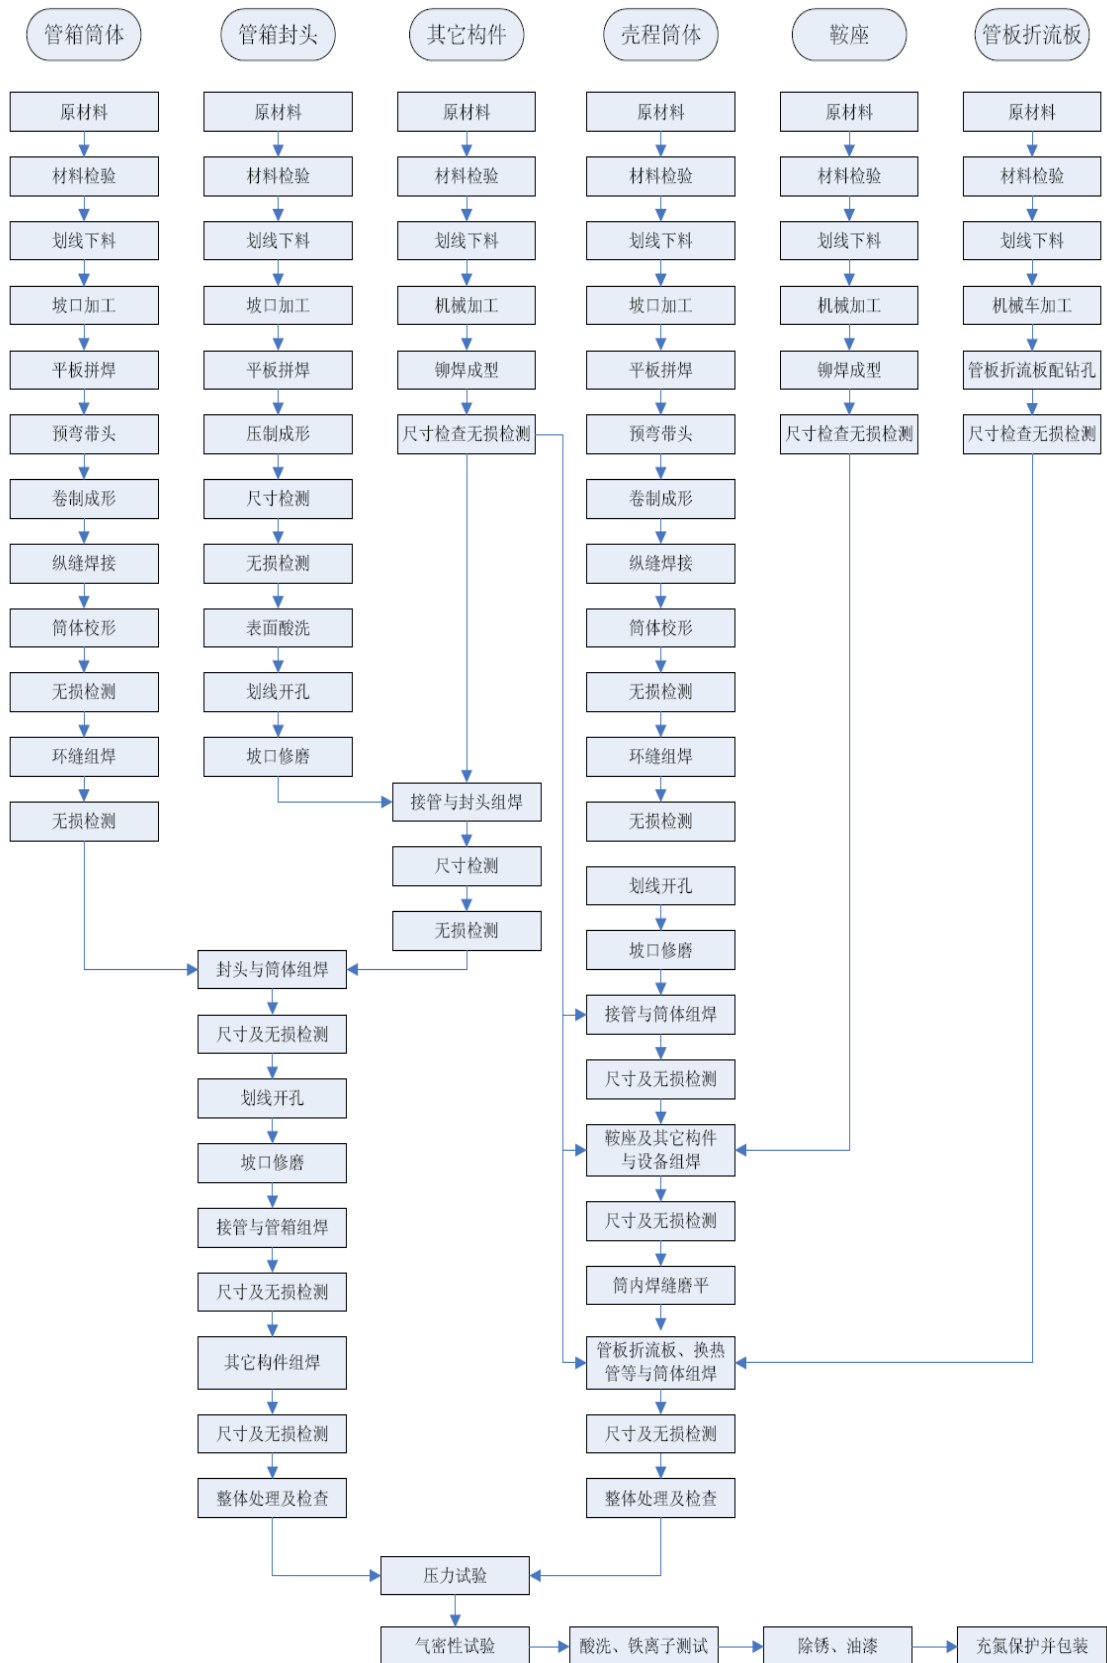 管箱筒体
管箱封头
其它构件
壳程筒体
鞍座
管板折流板
原材料
原材料
原材料
原材料
原材料
原材料
材料检验
材料检验
材料检验
材料检验
材料检验
材料检验
划线下料
划线下料
划线下料
划线下料
划线下料
划线下料
坡口加工
坡口加工
机械加工
坡口加工
机械加工
机械车加工
平板拼焊
平板拼焊
铆焊成型
平板拼焊
铆焊成型
管板折流板配钻孔
预弯带头
压制成形
尺寸检查无损检测
预弯带头
尺寸检查无损检测
尺寸检查无损检测
卷制成形
尺寸检测
卷制成形
纵缝焊接
无损检测
纵缝焊接
筒体校形
表面酸洗
筒体校形
无损检测
划线开孔
无损检测
环缝组焊
坡口修磨
环缝组焊
接管与封头组焊
无损检测
无损检测
尺寸检测
划线开孔
无损检测
坡口修磨
封头与筒体组焊
接管与筒体组焊
尺寸及无损检测
尺寸及无损检测
划线开孔
鞍座及其它构件
与设备组焊
坡口修磨
接管与管箱组焊
尺寸及无损检测
尺寸及无损检测
筒内焊缝磨平
其它构件组焊
管板折流板、换热
管等与筒体组焊
尺寸及无损检测
尺寸及无损检测
整体处理及检查
整体处理及检查
压力试验
气密性试验
酸洗、铁离子测试
除锈、油漆
充氮保护并包装